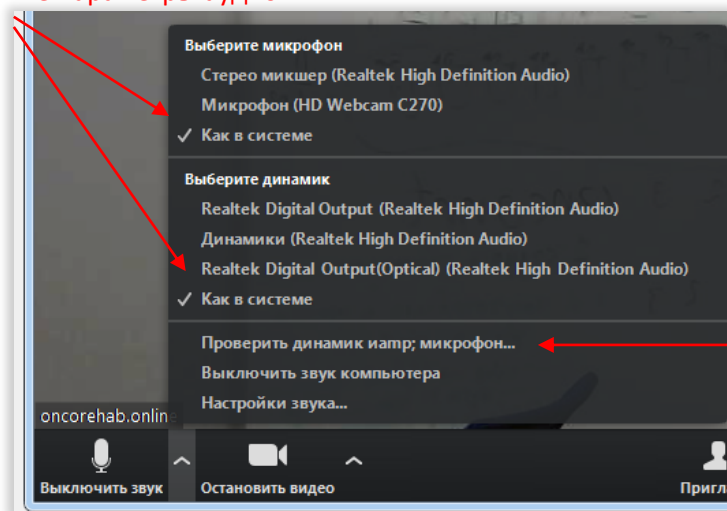 Выберите микрофон
Стерео микшер (Realtek High Definition Audio)
Микрофон (HD Webcam C270)
✓ Как в системе
Выберите динамик
Realtek Digital Output (Realtek High Definition Audio)
Динамики (Realtek High Definition Audio)
Realtek Digital Output(Optical) (Realtek High Definition Audio)
✓ Как в системе
Проверить динамик иamp; микрофон...
Выключить звук компьютера
Настройки звука...
oncorehab.online
Выключить звук
Остановить видео
Пригл